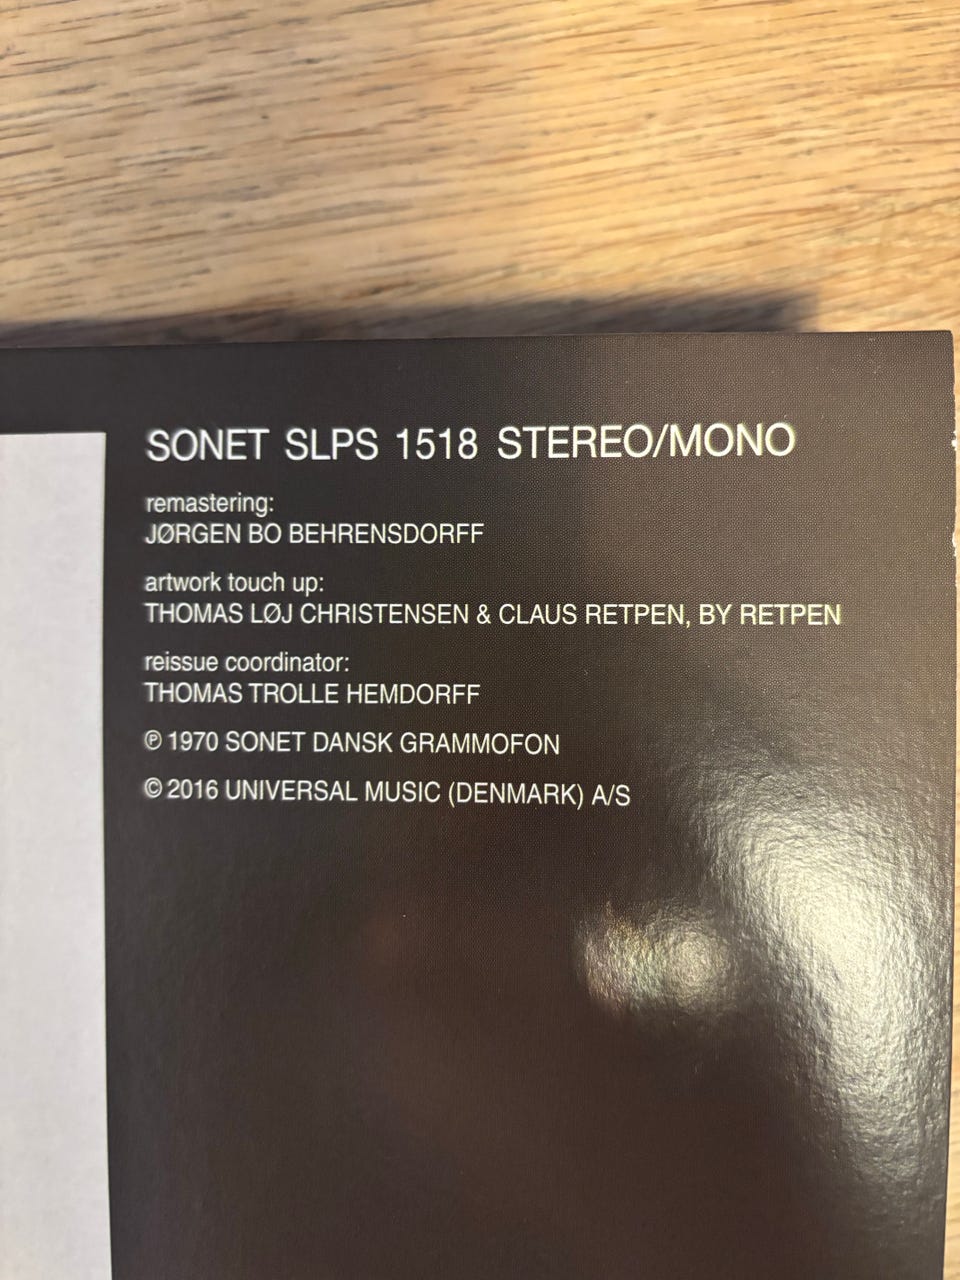 SONET SLPS 1518 STEREO/MONO
remastering:
JØRGEN BO BEHRENSDORFF
artwork touch up:
THOMAS LØJ CHRISTENSEN & CLAUS RETPEN, BY RETPEN
reissue coordinator:
THOMAS TROLLE HEMDORFF
℗ 1970 SONET DANSK GRAMMOFON
© 2016 UNIVERSAL MUSIC (DENMARK) A/S